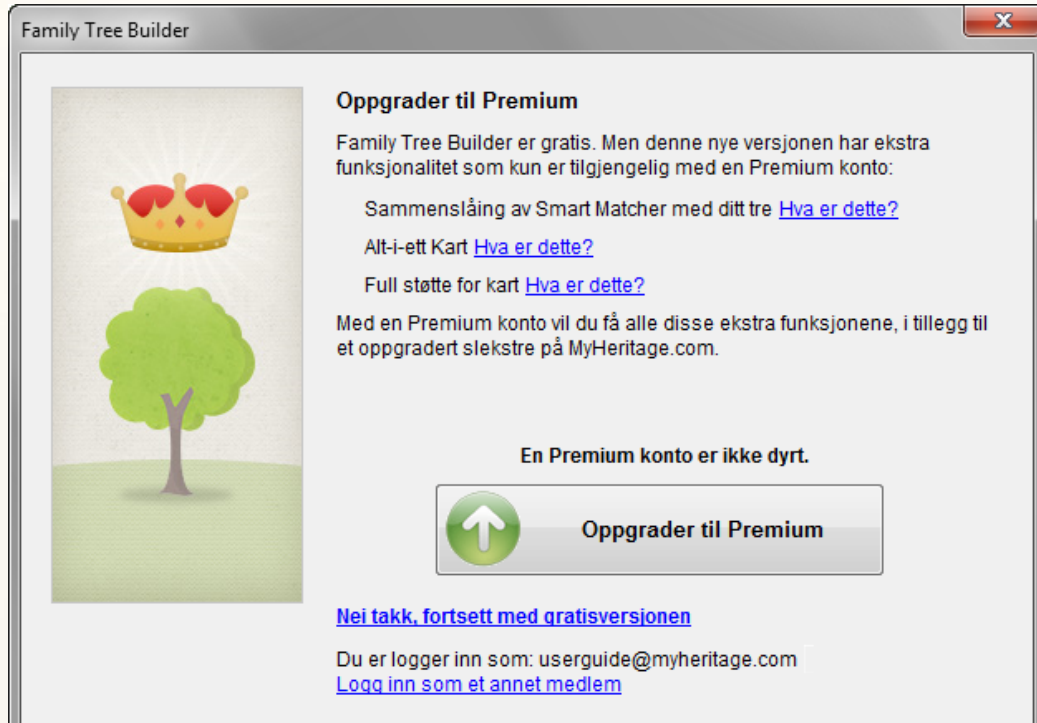 Family Tree Builder
Oppgrader til Premium
Family Tree Builder er gratis. Men denne nye versjonen har ekstra
funksjonalitet som kun er tilgjengelig med en Premium konto:
Sammenslåing av Smart Matcher med ditt tre Hva er dette?
Alt-i-ett Kart Hva er dette?
Full støtte for kart Hva er dette?
Med en Premium konto vil du få alle disse ekstra funksjonene, i tillegg til
et oppgradert slekstre på MyHeritage.com.
En Premium konto er ikke dyrt.
Oppgrader til Premium
Nei takk, fortsett med gratisversjonen
Du er logger inn som: userguide@myheritage.com
Logg inn som et annet medlem